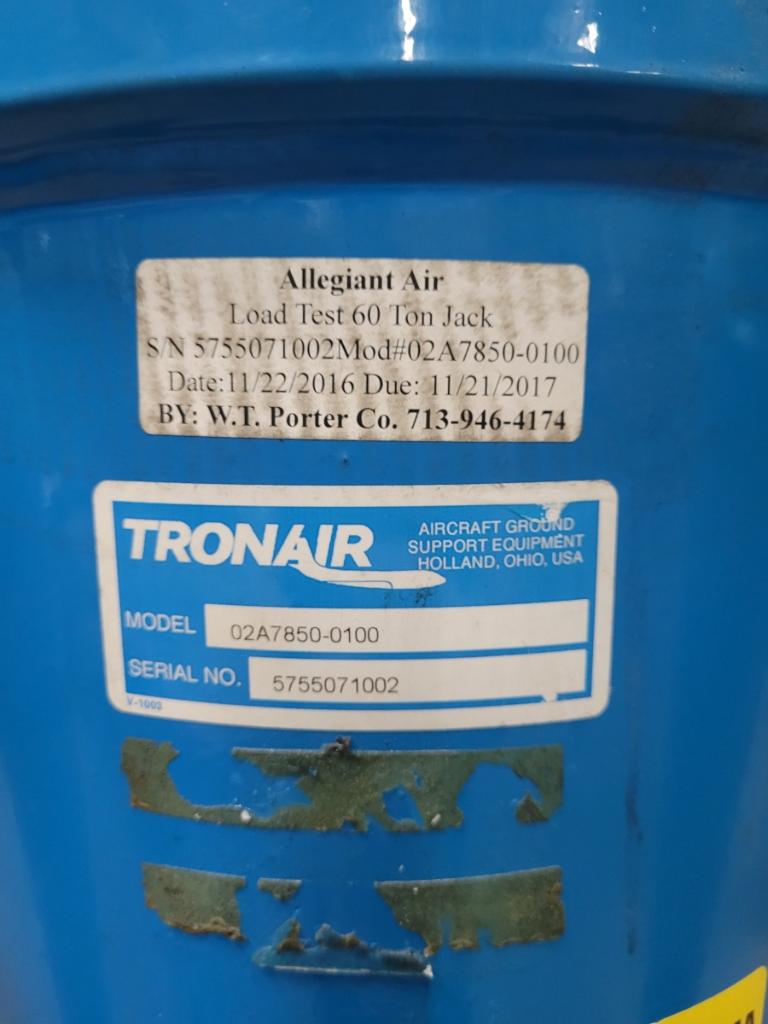 Allegiant Air
Load Test 60 Ton Jack
S/N 5755071002Mod#02A7850-0100
Date:11/22/2016 Due: 11/21/2017
BY: W.T. Porter Co. 713-946-4174
TRONAIR
AIRCRAFT GROUND
SUPPORT EQUIPMENT
HOLLAND, OHIO, USA
MODEL 02A7850-0100
SERIAL NO. 5755071002
V-1003